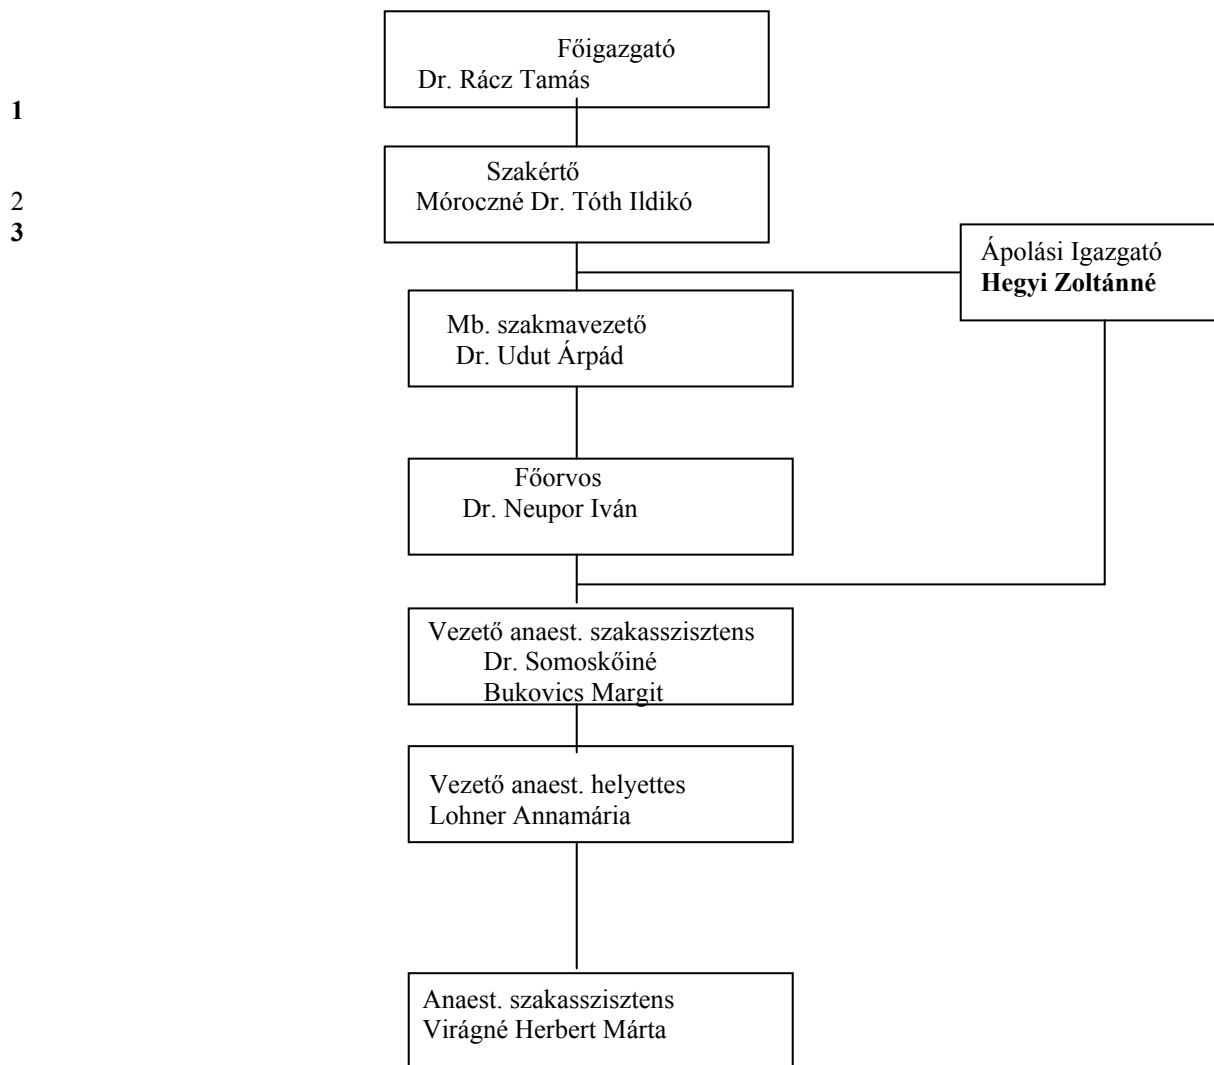 Főigazgató
Dr. Rácz Tamás
1
Szakértő
2
Móroczné Dr. Tóth Ildikó
3
Ápolási Igazgató
Hegyi Zoltánné
Mb. szakmavezető
Dr. Udut Árpád
Főorvos
Dr. Neupor Iván
Vezető anaest. szakasszisztens
Dr. Somoskőiné
Bukovics Margit
Vezető anaest. helyettes
Lohner Annamária
Anaest. szakasszisztens
Virágné Herbert Márta